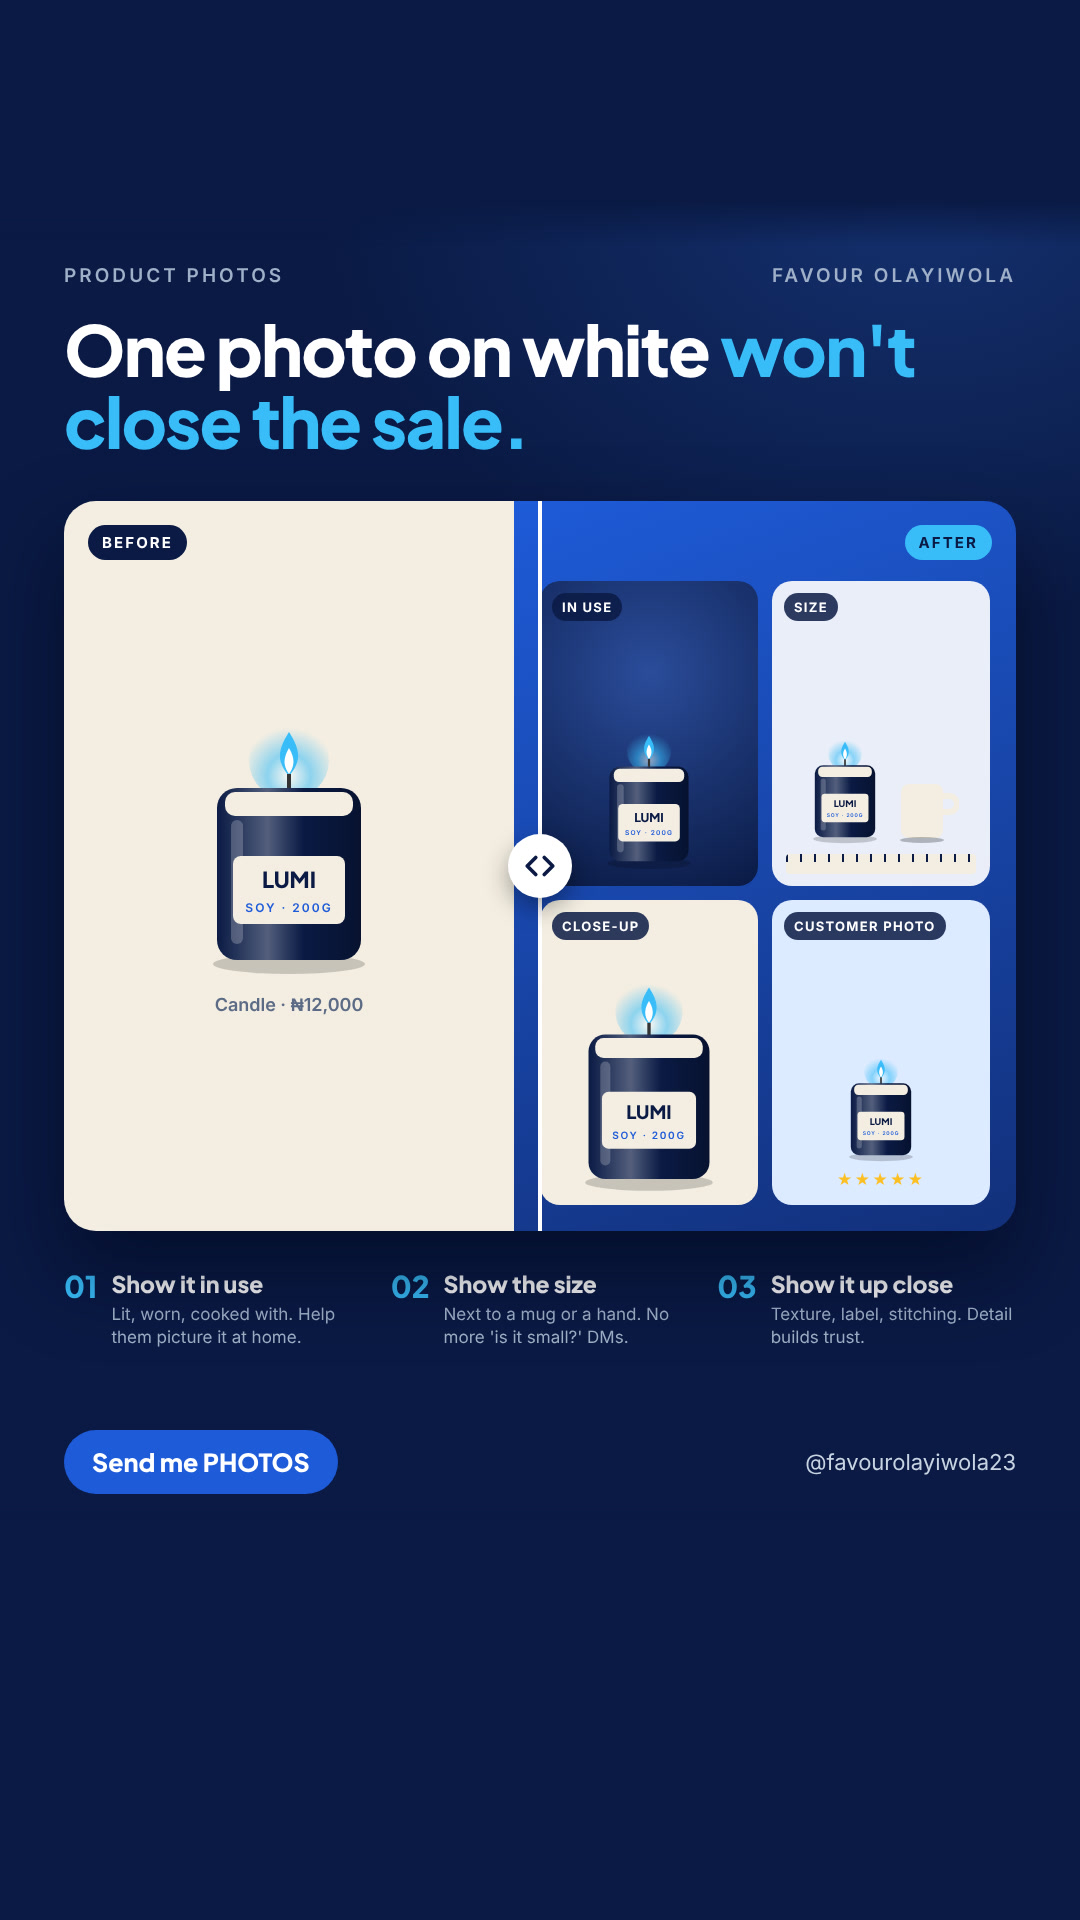 PRODUCT PHOTOS
FAVOUR OLAYIWOLA
One photo on white won't
close the sale.
BEFORE
LUMI
SOY · 200G
Candle · ₦12,000
AFTER
IN USE
LUMI
SOY · 200G
SIZE
LUMI
SOY · 200G
CLOSE-UP
LUMI
SOY · 200G
CUSTOMER PHOTO
LUMI
SOY · 200G
01 Show it in use
Lit, worn, cooked with. Help
them picture it at home.
02 Show the size
Next to a mug or a hand. No
more 'is it small?' DMs.
03 Show it up close
Texture, label, stitching. Detail
builds trust.
Send me PHOTOS
@favourolayiwola23